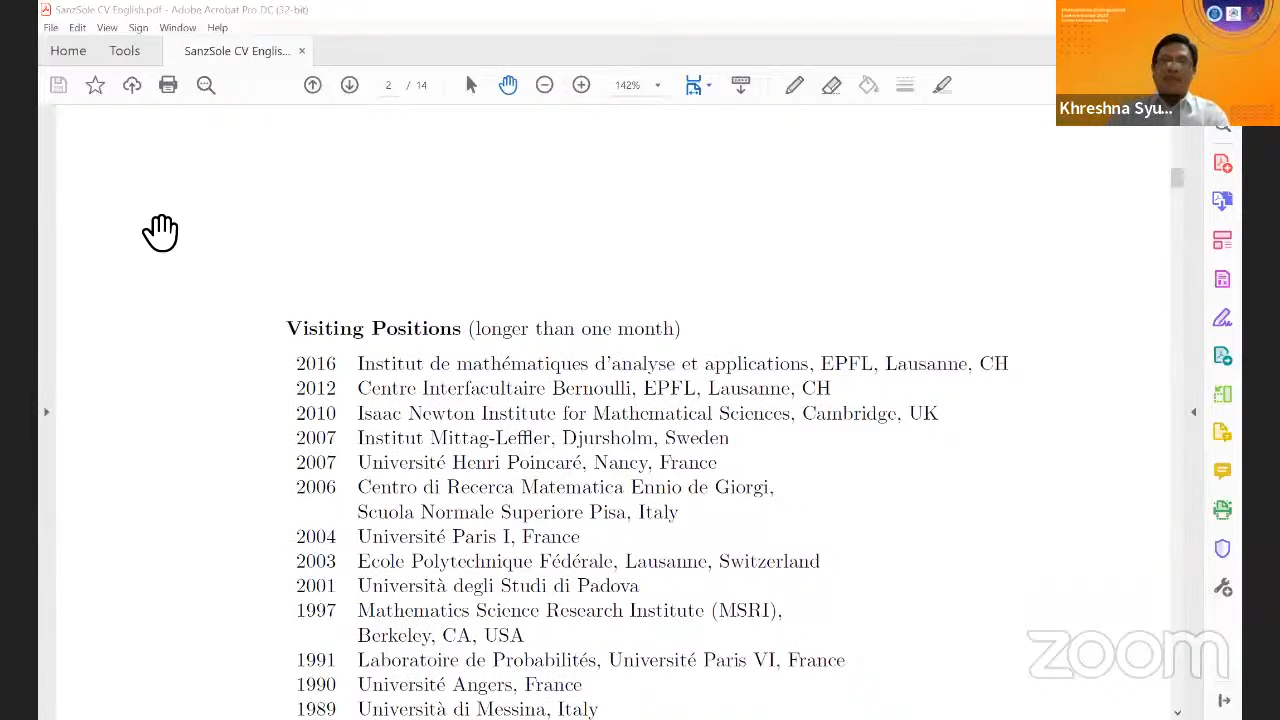 SanzSole CV English.pdf - Adobe Acrobat Pro DC (32-bit)
File Edit View Window
Home Tools SanzSole CV Englis... ×
2 / 14 142%
Khreshna Syu...
Visiting Positions (longer than one month)
2016 Institut de mathématiques d'analyse et applications, EPFL, Lausanne, CH
2012 Centre Interfacultaire Bernoulli, EPFL, Lausanne, CH
2010 Isaac Newton Institute for Mathematical Sciences, Cambridge, UK
2007 Institut Mittag-Leffler, Djursholm, Sweden
2007 Université Henri Poincaré, Nancy, France
2006 Centro di Recerca Matematica Ennio de Giorgi,
Scuola Normale Superiore Pisa, Italy
2004 Université Paris I, France
2003 Ecole Polytechnique Fédérale, Lausanne, Switzerland
2001 Università degli Studi di Padova
1997 Mathematics Science Research Institute (MSRI),
Berkeley, CA, USA
1991 Laboratoire de Probabilités, Université Paris VI, France
1990 Université Angers, France
1989 Università di Messina, Italy
zoom